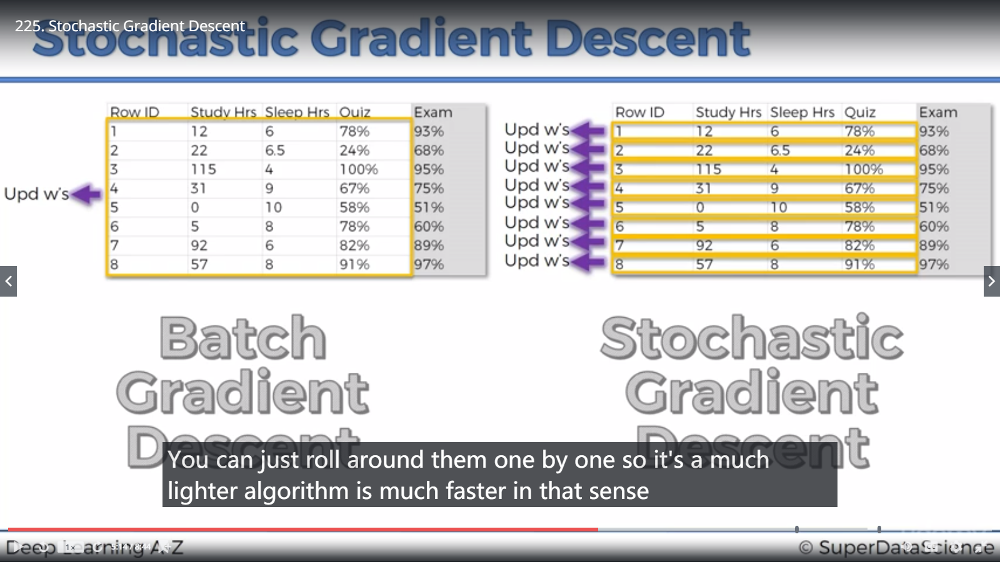 225. Stochastic Gradient Descent
Stochastic Gradient Descent
Row ID Study Hrs Sleep Hrs Quiz Exam
1 12 6 78% 93%
2 22 6.5 24% 68%
3 115 4 100% 95%
Upd w's 4 31 9 67% 75%
5 0 10 58% 51%
6 5 8 78% 60%
7 92 6 82% 89%
8 57 8 91% 97%
Row ID Study Hrs Sleep Hrs Quiz Exam
Upd w's 1 12 6 78% 93%
Upd w's 2 22 6.5 24% 68%
Upd w's 3 115 4 100% 95%
Upd w's 4 31 9 67% 75%
Upd w's 5 0 10 58% 51%
Upd w's 6 5 8 78% 60%
Upd w's 7 92 6 82% 89%
Upd w's 8 57 8 91% 97%
Batch
Gradient
Descent
Stochastic
Gradient
Descent
You can just roll around them one by one so it's a much
lighter algorithm is much faster in that sense
Deep Learning A-Z
1x
5:14 / 8:44
© SuperDataScience